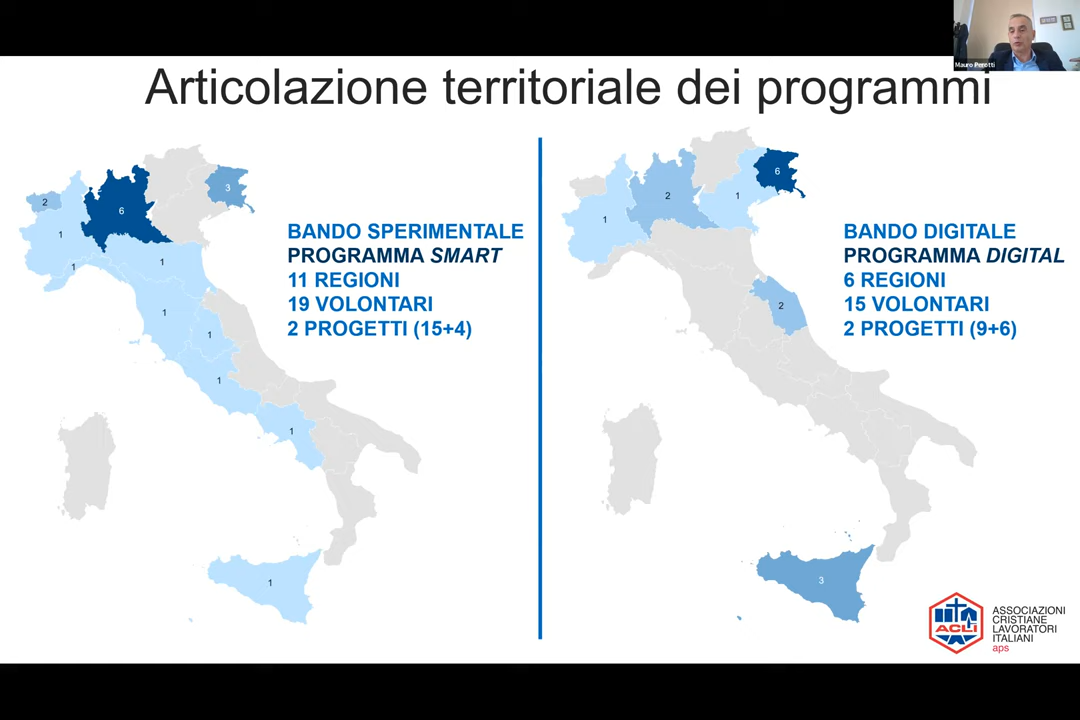 Mauro Perotti
Articolazione territoriale dei programmi
BANDO SPERIMENTALE
PROGRAMMA SMART
11 REGIONI
19 VOLONTARI
2 PROGETTI (15+4)
2
1
6
3
1
1
1
1
1
1
1
BANDO DIGITALE
PROGRAMMA DIGITAL
6 REGIONI
15 VOLONTARI
2 PROGETTI (9+6)
1
2
1
6
2
3
ACLI
ASSOCIAZIONI
CRISTIANE
LAVORATORI
ITALIANI
aps